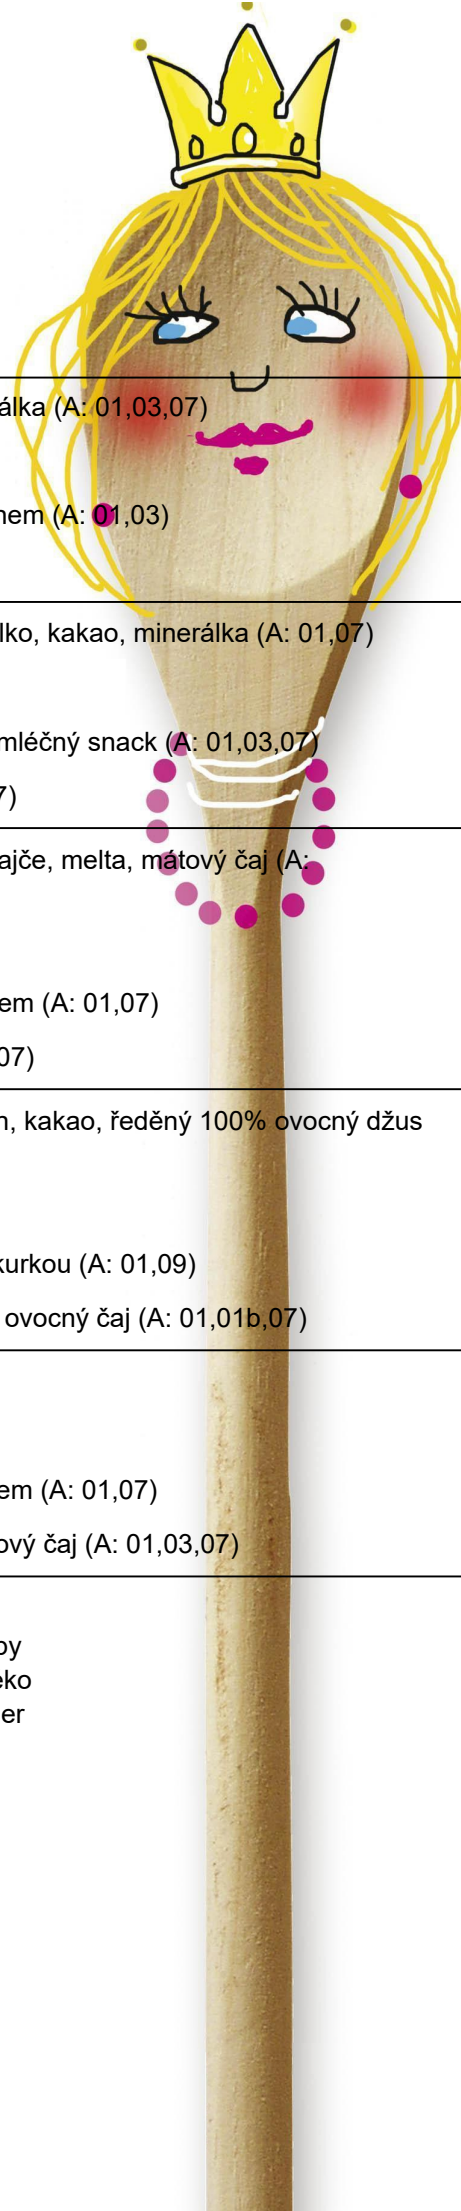 álka (A: 01,03,07)
nem (A: 01,03)
lko, kakao, minerálka (A: 01,07)
mléčný snack (A: 01,03,07)
7)
ajče, melta, mátový čaj (A:
em (A: 01,07)
07)
n, kakao, ředěný 100% ovocný džus
kurkou (A: 01,09)
ovocný čaj (A: 01,01b,07)
em (A: 01,07)
ový čaj (A: 01,03,07)
by
eko
er